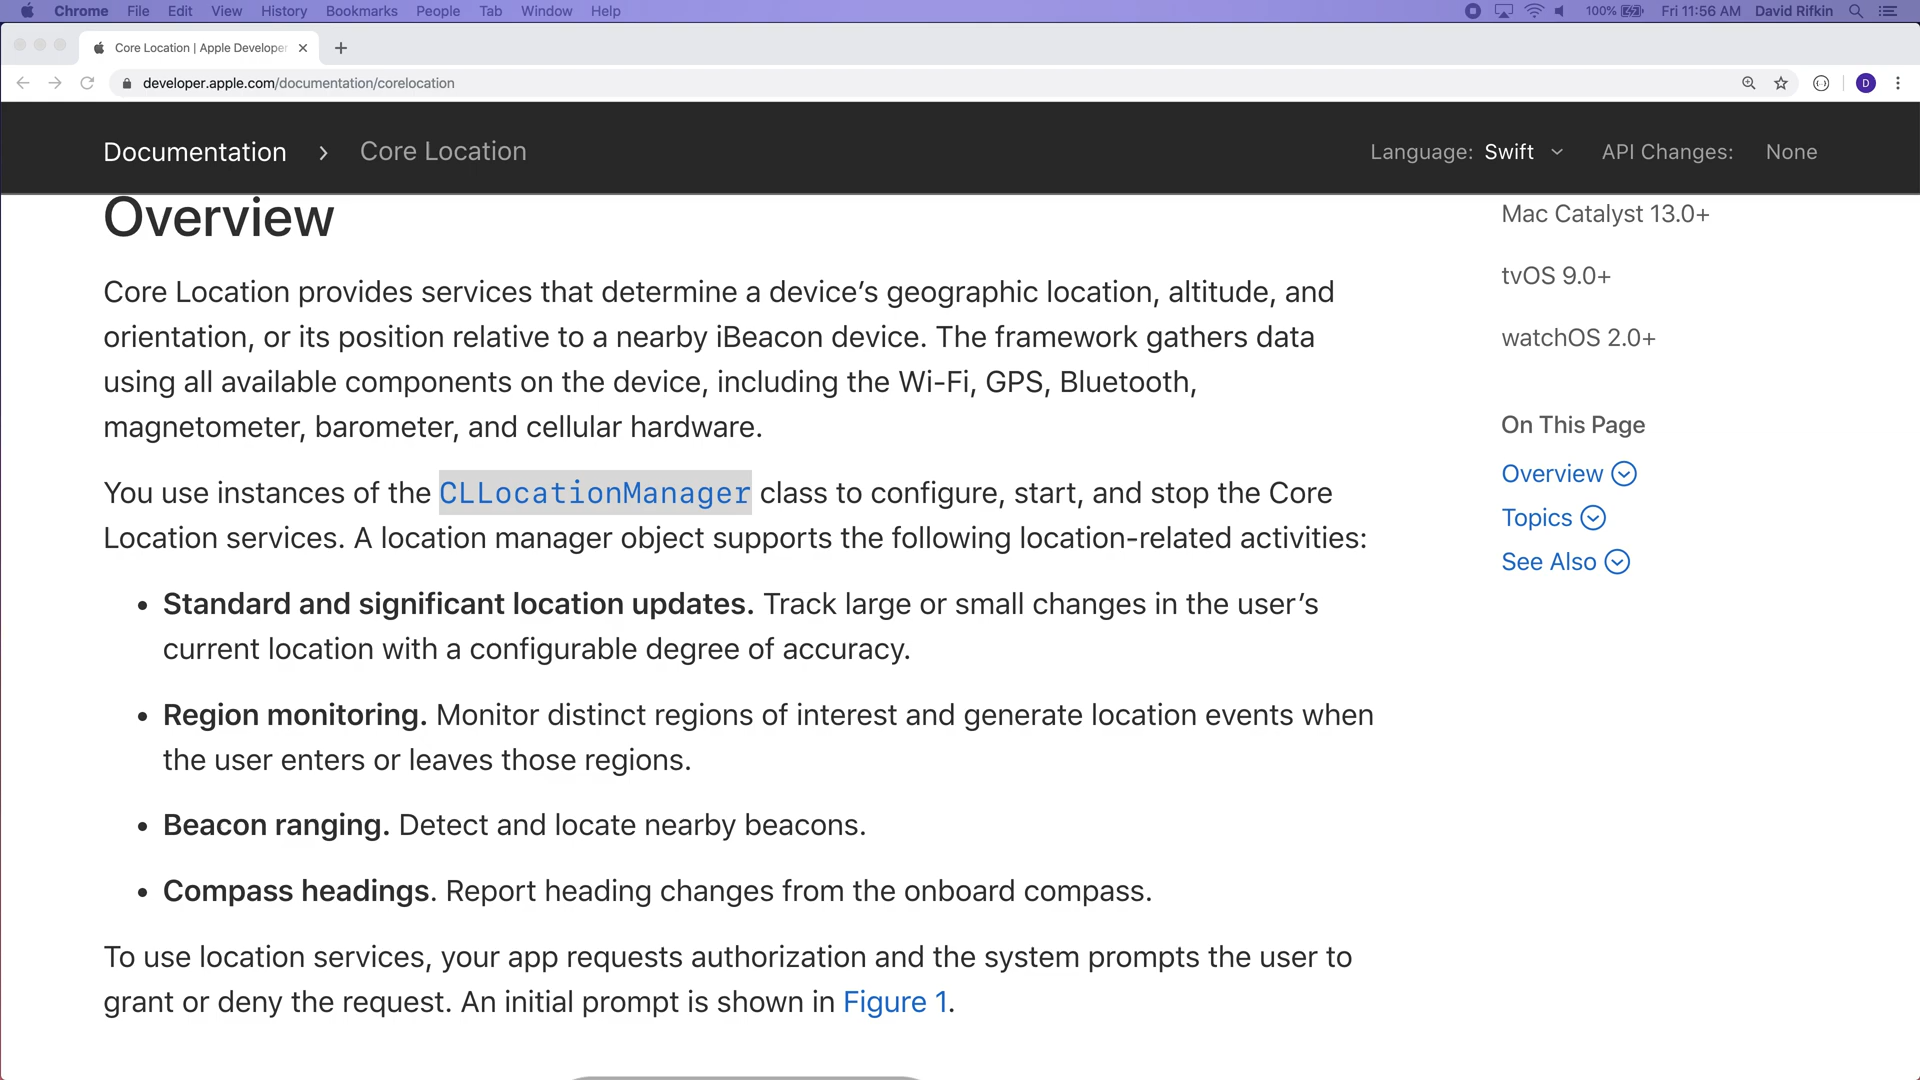 Chrome File Edit View History Bookmarks People Tab Window Help 100% Fri 11:56 AM David Rifkin
Core Location | Apple Developer
developer.apple.com/documentation/corelocation D
Documentation Core Location Language: Swift API Changes: None
Overview
Core Location provides services that determine a device’s geographic location, altitude, and
orientation, or its position relative to a nearby iBeacon device. The framework gathers data
using all available components on the device, including the Wi-Fi, GPS, Bluetooth,
magnetometer, barometer, and cellular hardware.
You use instances of the CLLocationManager class to configure, start, and stop the Core
Location services. A location manager object supports the following location-related activities:
• Standard and significant location updates. Track large or small changes in the user’s
current location with a configurable degree of accuracy.
• Region monitoring. Monitor distinct regions of interest and generate location events when
the user enters or leaves those regions.
• Beacon ranging. Detect and locate nearby beacons.
• Compass headings. Report heading changes from the onboard compass.
To use location services, your app requests authorization and the system prompts the user to
grant or deny the request. An initial prompt is shown in Figure 1.
Mac Catalyst 13.0+
tvOS 9.0+
watchOS 2.0+
On This Page
Overview
Topics
See Also